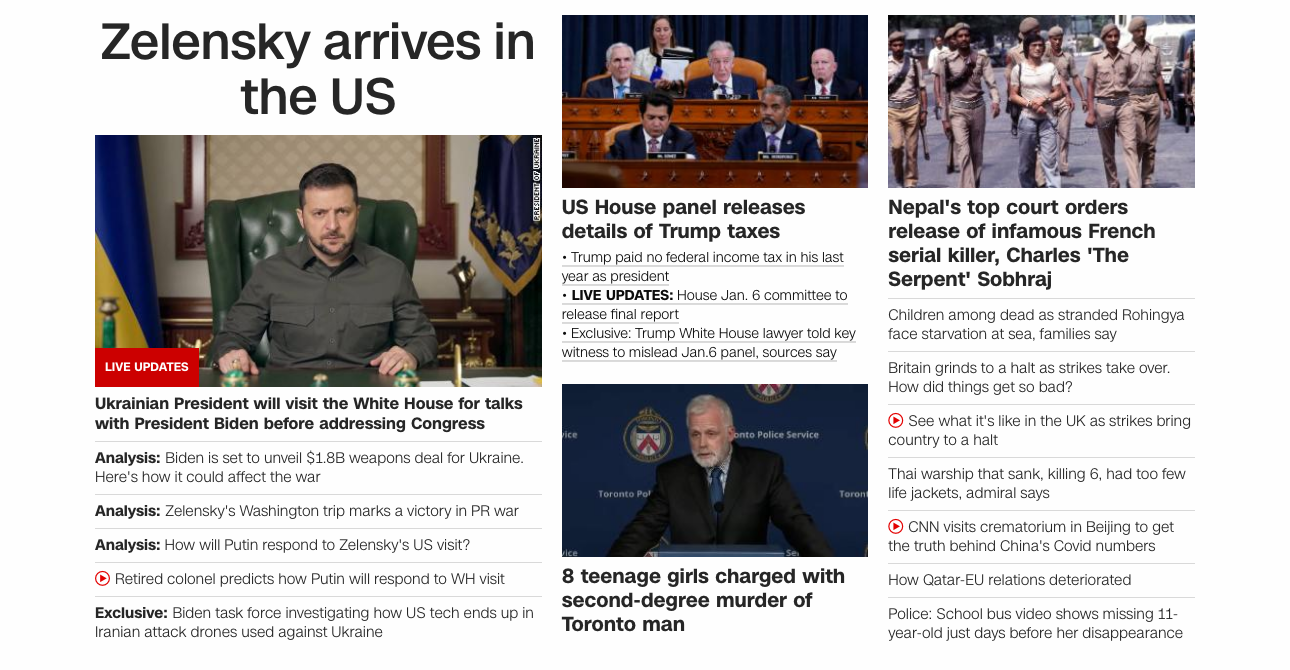 Zelensky arrives in
the US
PRESIDENT OF UKRAINE
LIVE UPDATES
Ukrainian President will visit the White House for talks
with President Biden before addressing Congress
Analysis: Biden is set to unveil $1.8B weapons deal for Ukraine.
Here's how it could affect the war
Analysis: Zelensky's Washington trip marks a victory in PR war
Analysis: How will Putin respond to Zelensky's US visit?
Retired colonel predicts how Putin will respond to WH visit
Exclusive: Biden task force investigating how US tech ends up in
Iranian attack drones used against Ukraine
US House panel releases
details of Trump taxes
• Trump paid no federal income tax in his last
year as president
• LIVE UPDATES: House Jan. 6 committee to
release final report
• Exclusive: Trump White House lawyer told key
witness to mislead Jan.6 panel, sources say
vice
onto Police Service
Toronto Pol
Toront
vice
Se
8 teenage girls charged with
second-degree murder of
Toronto man
Nepal's top court orders
release of infamous French
serial killer, Charles 'The
Serpent' Sobhraj
Children among dead as stranded Rohingya
face starvation at sea, families say
Britain grinds to a halt as strikes take over.
How did things get so bad?
See what it's like in the UK as strikes bring
country to a halt
Thai warship that sank, killing 6, had too few
life jackets, admiral says
CNN visits crematorium in Beijing to get
the truth behind China's Covid numbers
How Qatar-EU relations deteriorated
Police: School bus video shows missing 11-
year-old just days before her disappearance